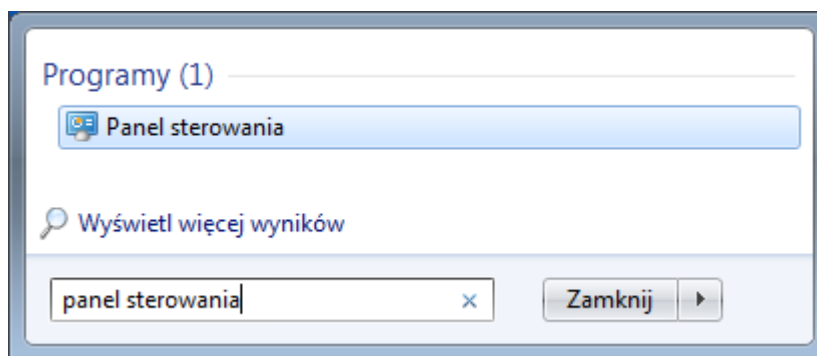 Programy (1)
Panel sterowania
Wyświetl więcej wyników
panel sterowania
Zamknij